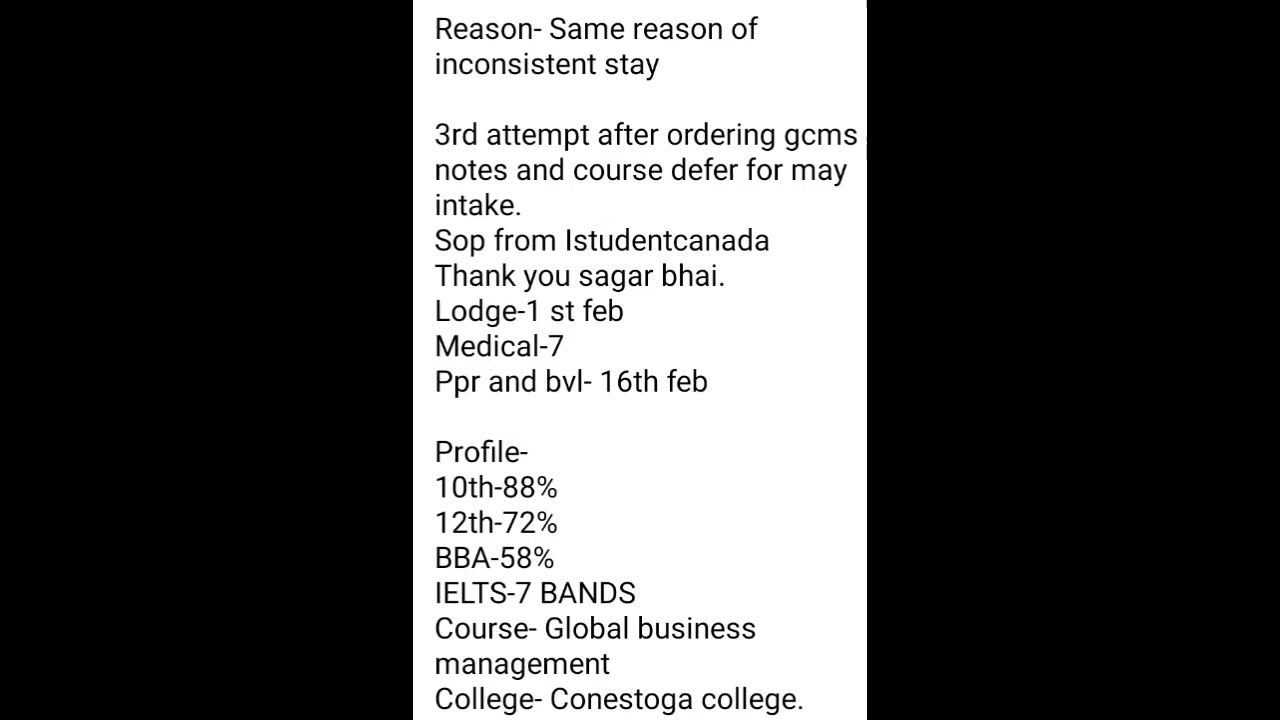 Reason- Same reason of
inconsistent stay
3rd attempt after ordering gcms
notes and course defer for may
intake.
Sop from Istudentcanada
Thank you sagar bhai.
Lodge-1 st feb
Medical-7
Ppr and bvl- 16th feb
Profile-
10th-88%
12th-72%
BBA-58%
IELTS-7 BANDS
Course- Global business
management
College- Conestoga college.